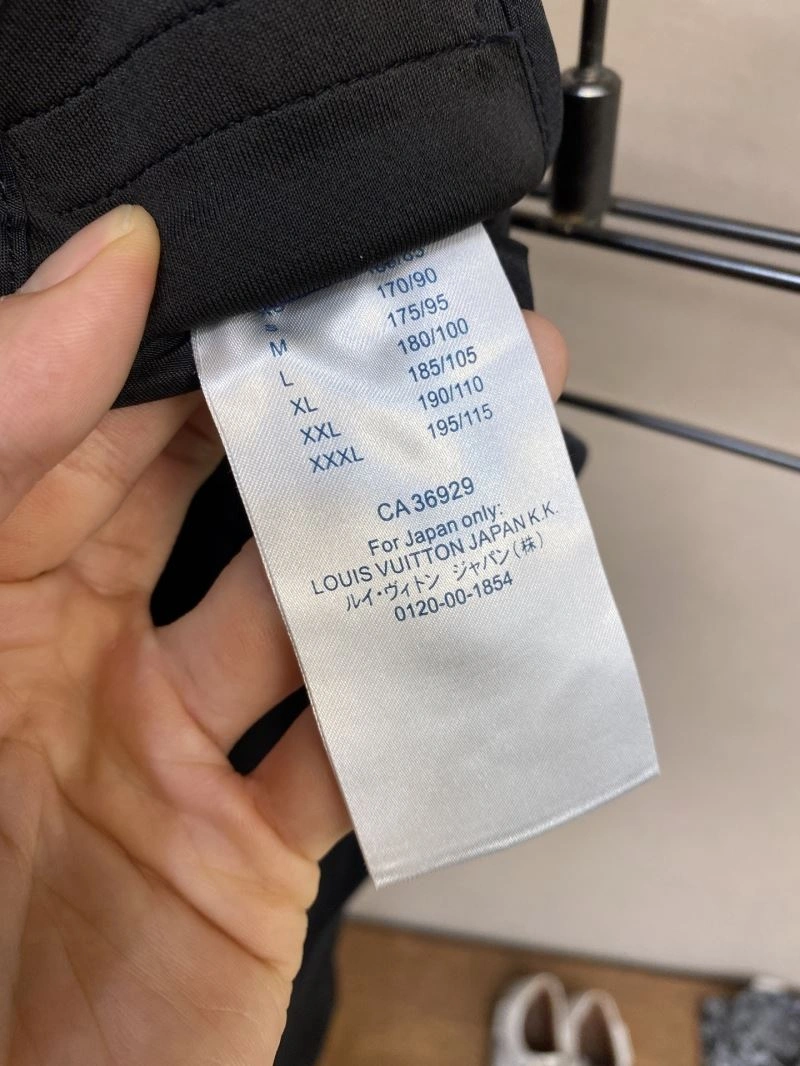 170/90
S 175/95
M 180/100
L 185/105
XL 190/110
XXL 195/115
XXXL
CA 36929
For Japan only:
LOUIS VUITTON JAPAN K.K.
ルイ・ヴィトン ジャパン(株)
0120-00-1854